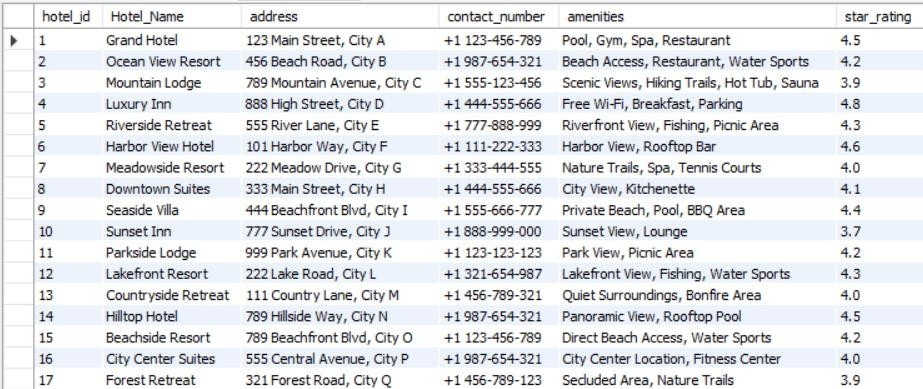 hotel_id Hotel_Name address contact_number amenities star_rating
1 Grand Hotel 123 Main Street, City A +1 123-456-789 Pool, Gym, Spa, Restaurant 4.5
2 Ocean View Resort 456 Beach Road, City B +1 987-654-321 Beach Access, Restaurant, Water Sports 4.2
3 Mountain Lodge 789 Mountain Avenue, City C +1 555-123-456 Scenic Views, Hiking Trails, Hot Tub, Sauna 3.9
4 Luxury Inn 888 High Street, City D +1 444-555-666 Free Wi-Fi, Breakfast, Parking 4.8
5 Riverside Retreat 555 River Lane, City E +1 777-888-999 Riverfront View, Fishing, Picnic Area 4.3
6 Harbor View Hotel 101 Harbor Way, City F +1 111-222-333 Harbor View, Rooftop Bar 4.6
7 Meadowside Resort 222 Meadow Drive, City G +1 333-444-555 Nature Trails, Spa, Tennis Courts 4.0
8 Downtown Suites 333 Main Street, City H +1 444-555-666 City View, Kitchenette 4.1
9 Seaside Villa 444 Beachfront Blvd, City I +1 555-666-777 Private Beach, Pool, BBQ Area 4.4
10 Sunset Inn 777 Sunset Drive, City J +1 888-999-000 Sunset View, Lounge 3.7
11 Parkside Lodge 999 Park Avenue, City K +1 123-123-123 Park View, Picnic Area 4.2
12 Lakefront Resort 222 Lake Road, City L +1 321-654-987 Lakefront View, Fishing, Water Sports 4.3
13 Countryside Retreat 111 Country Lane, City M +1 456-789-321 Quiet Surroundings, Bonfire Area 4.0
14 Hilltop Hotel 789 Hillside Way, City N +1 987-654-321 Panoramic View, Rooftop Pool 4.5
15 Beachside Resort 789 Beachfront Blvd, City O +1 123-456-789 Direct Beach Access, Water Sports 4.2
16 City Center Suites 555 Central Avenue, City P +1 987-654-321 City Center Location, Fitness Center 4.0
17 Forest Retreat 321 Forest Road, City Q +1 456-789-123 Secluded Area, Nature Trails 3.9